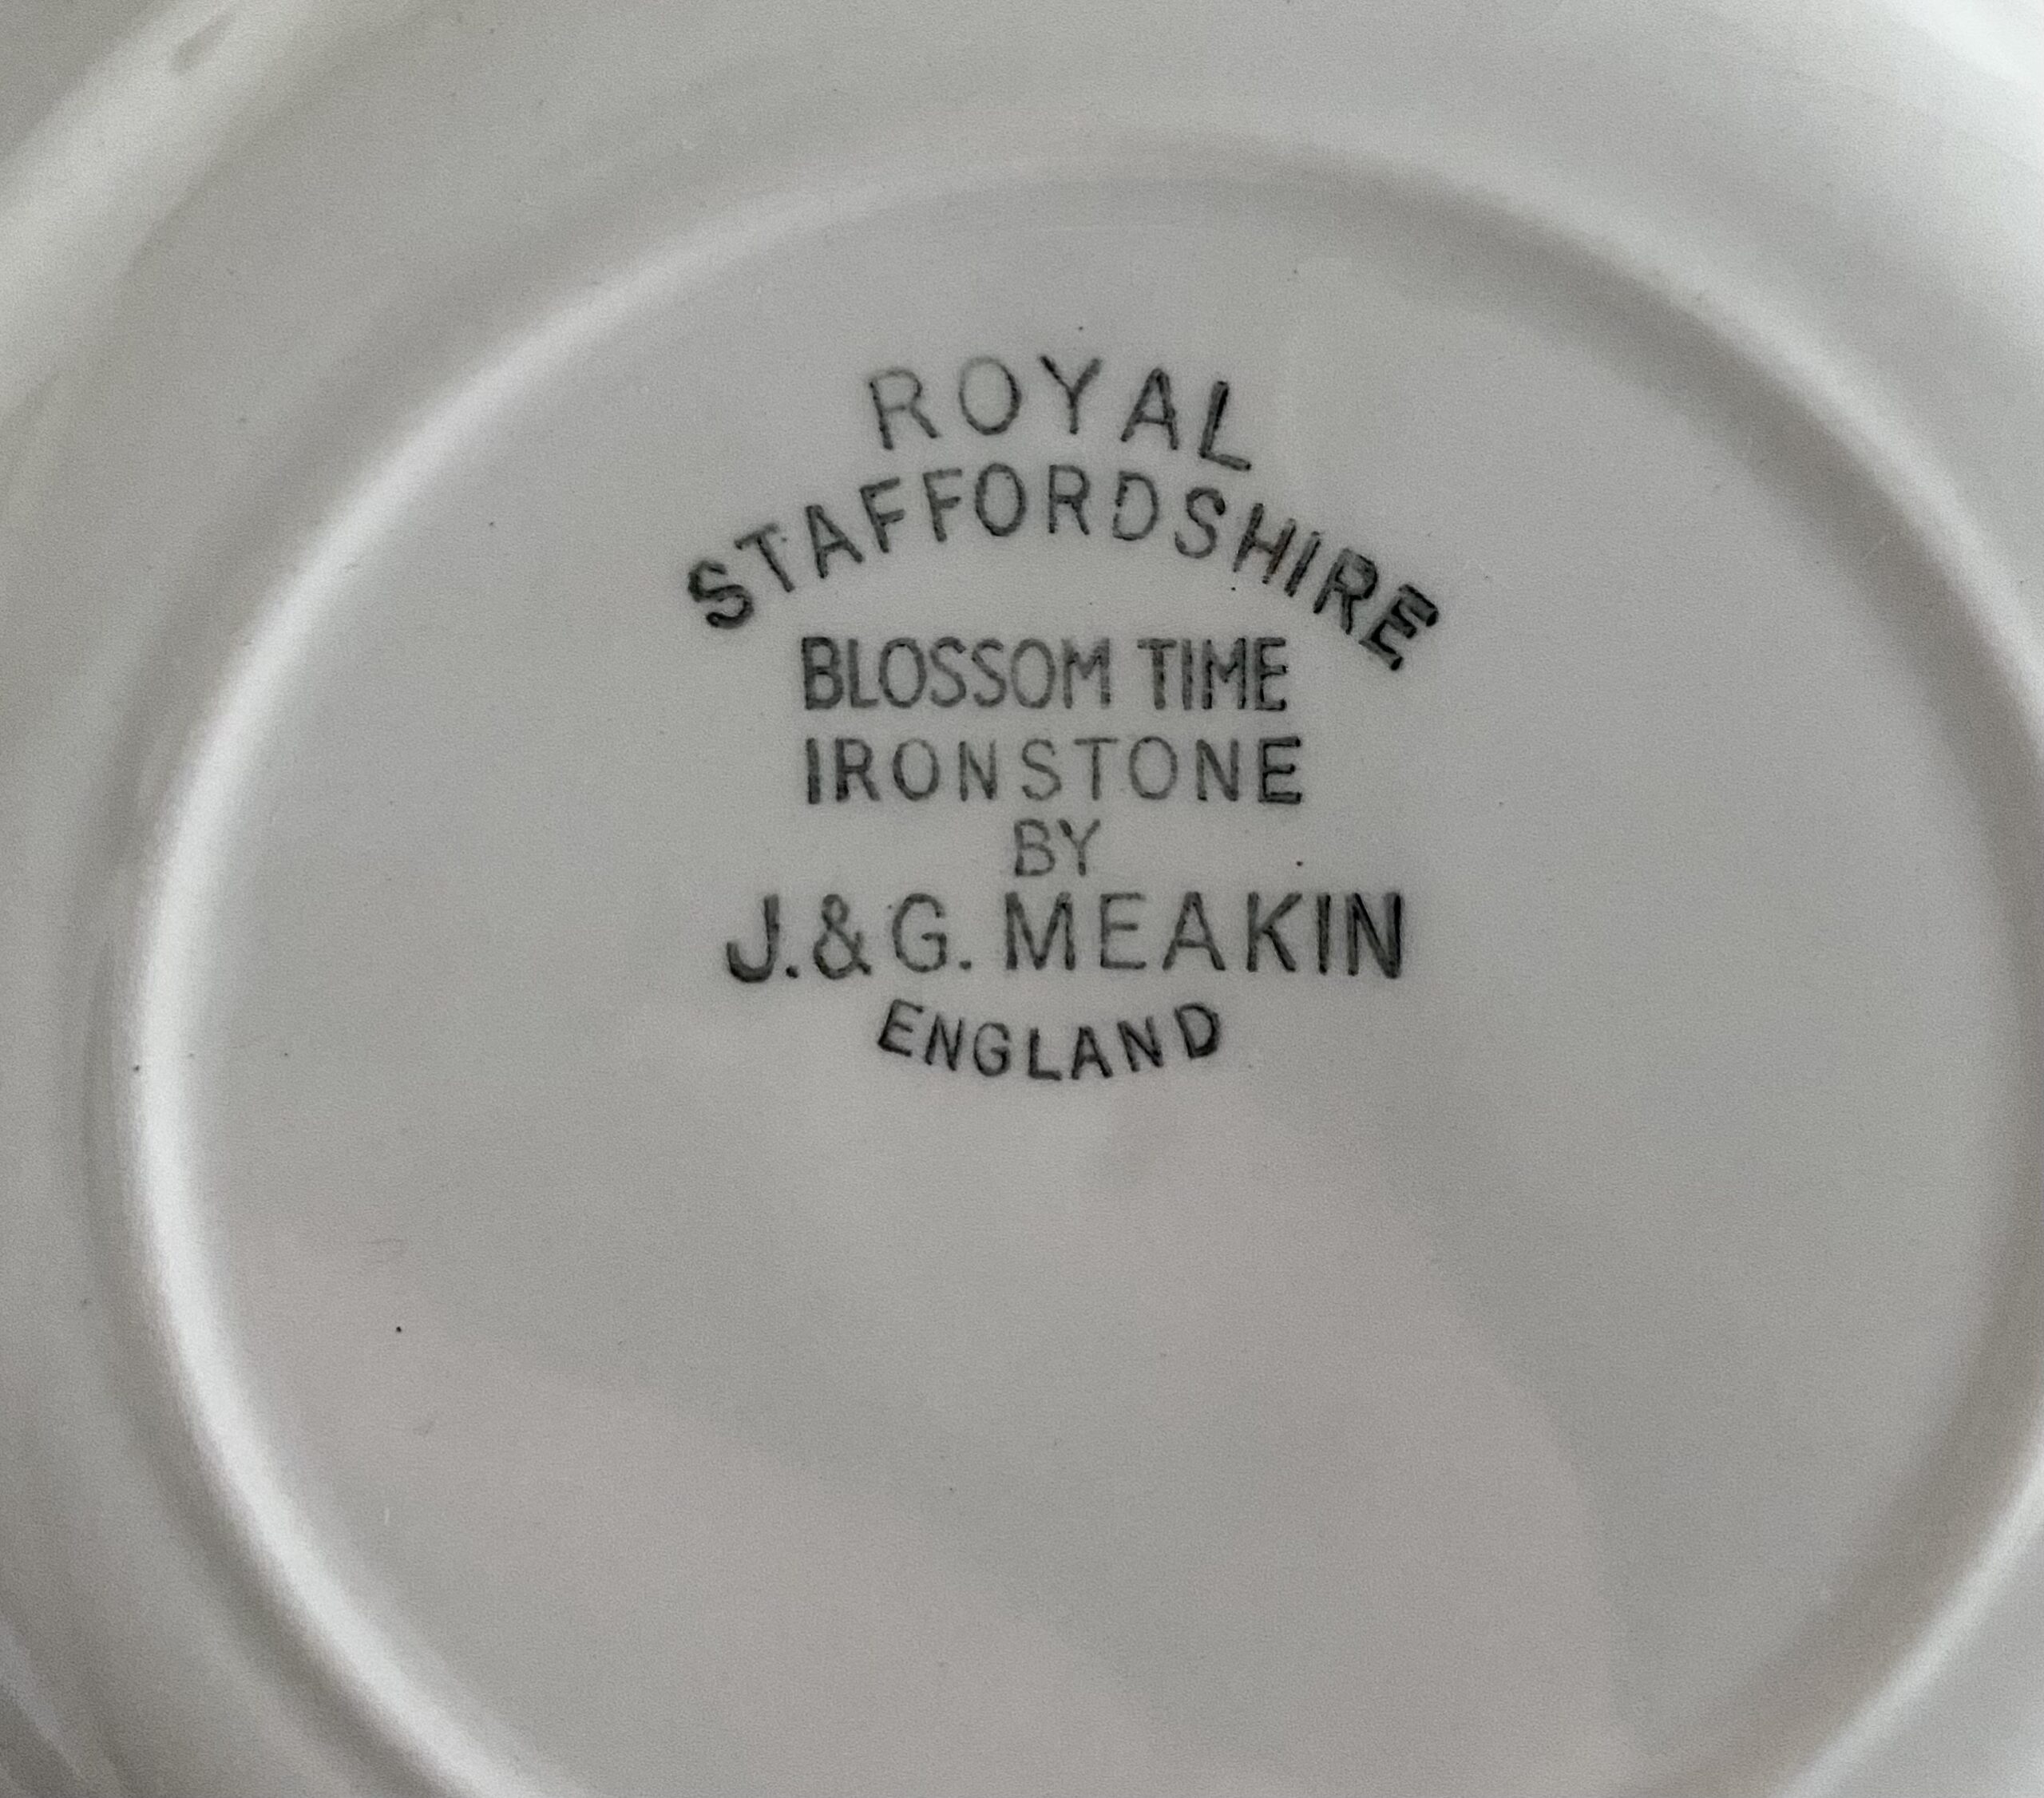 ROYAL
STAFFORDSHIRE
BLOSSOM TIME
IRONSTONE
BY
J.&G. MEAKIN
ENGLAND